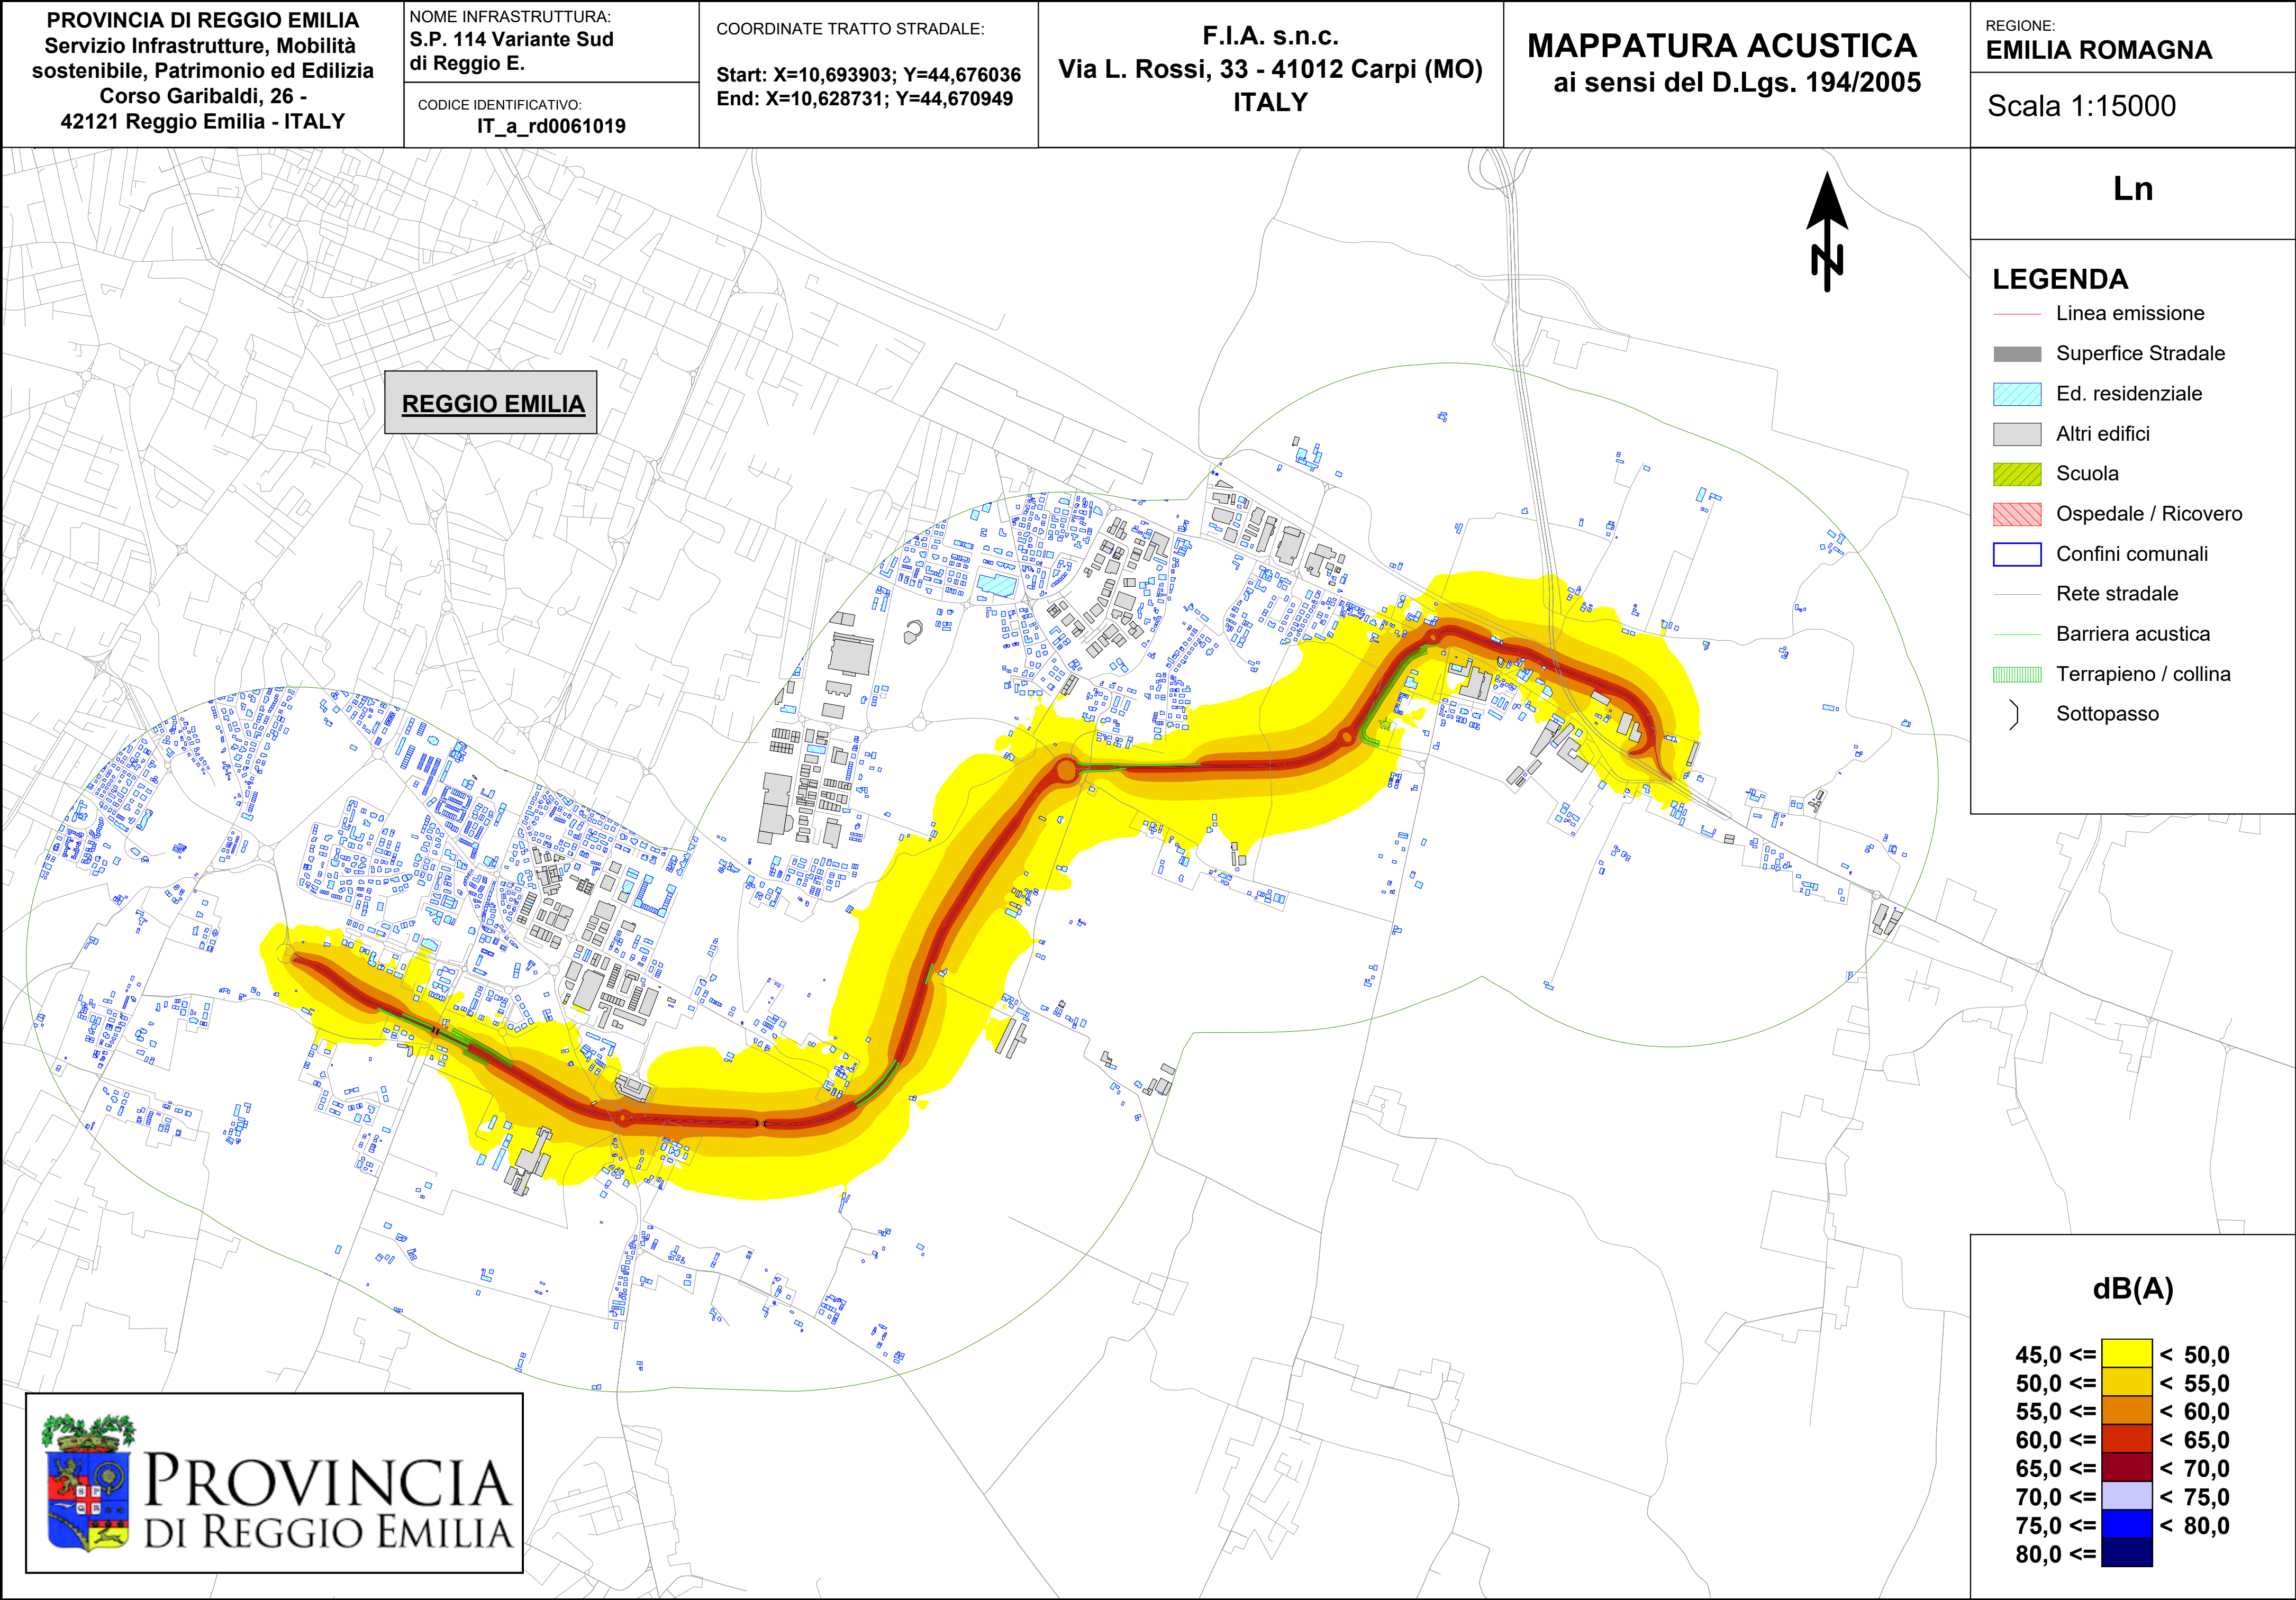 PROVINCIA DI REGGIO EMILIA
Servizio Infrastrutture, Mobilità
sostenibile, Patrimonio ed Edilizia
Corso Garibaldi, 26 -
42121 Reggio Emilia - ITALY
NOME INFRASTRUTTURA:
S.P. 114 Variante Sud
di Reggio E.
CODICE IDENTIFICATIVO:
IT_a_rd0061019
COORDINATE TRATTO STRADALE:
Start: X=10,693903; Y=44,676036
End: X=10,628731; Y=44,670949
F.I.A. s.n.c.
Via L. Rossi, 33 - 41012 Carpi (MO)
ITALY
MAPPATURA ACUSTICA
ai sensi del D.Lgs. 194/2005
REGIONE:
EMILIA ROMAGNA
Scala 1:15000
Ln
N
LEGENDA
Linea emissione
Superfice Stradale
Ed. residenziale
Altri edifici
Scuola
Ospedale / Ricovero
Confini comunali
Rete stradale
Barriera acustica
Terrapieno / collina
Sottopasso
REGGIO EMILIA
dB(A)
45,0 <= < 50,0
50,0 <= < 55,0
55,0 <= < 60,0
60,0 <= < 65,0
65,0 <= < 70,0
70,0 <= < 75,0
75,0 <= < 80,0
80,0 <=
S P
Q R
PROVINCIA
DI REGGIO EMILIA